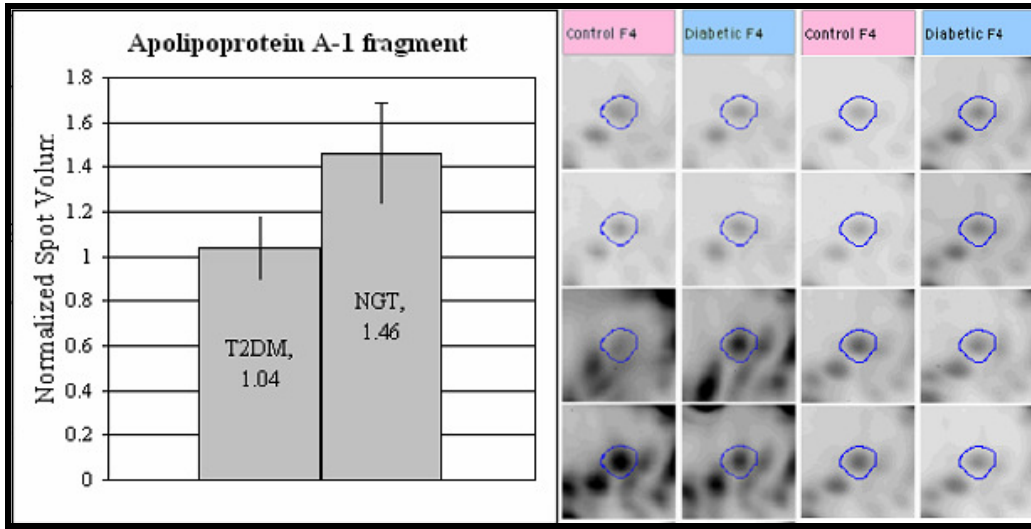 Apolipoprotein A-1 fragment
Normalized Spot Volurr.
1.8
1.6
1.4
1.2
1
0.8
0.6
0.4
0.2
0
T2DM,
1.04
NGT,
1.46
Control F4
Diabetic F4
Control F4
Diabetic F4